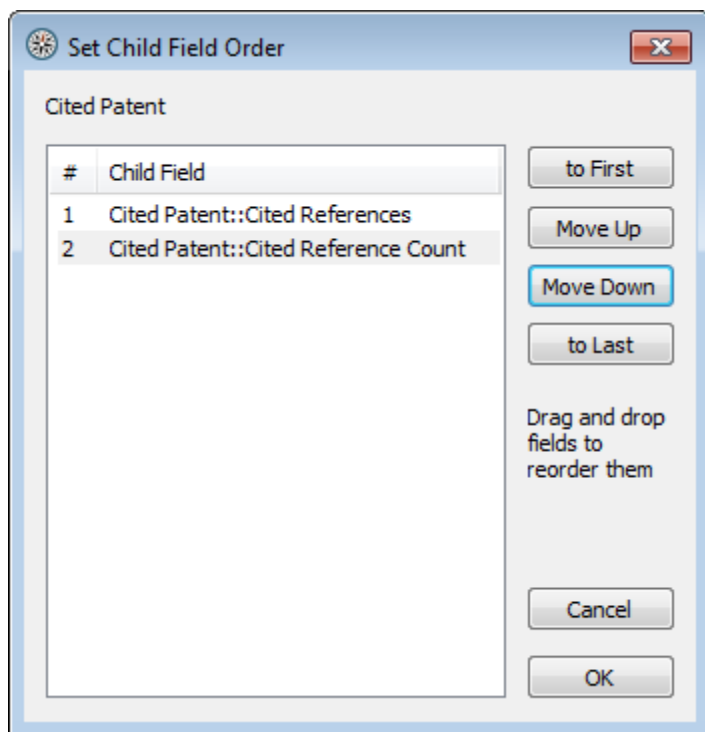 Set Child Field Order
Cited Patent
# Child Field
1 Cited Patent::Cited References
2 Cited Patent::Cited Reference Count
to First
Move Up
Move Down
to Last
Drag and drop
fields to
reorder them
Cancel
OK